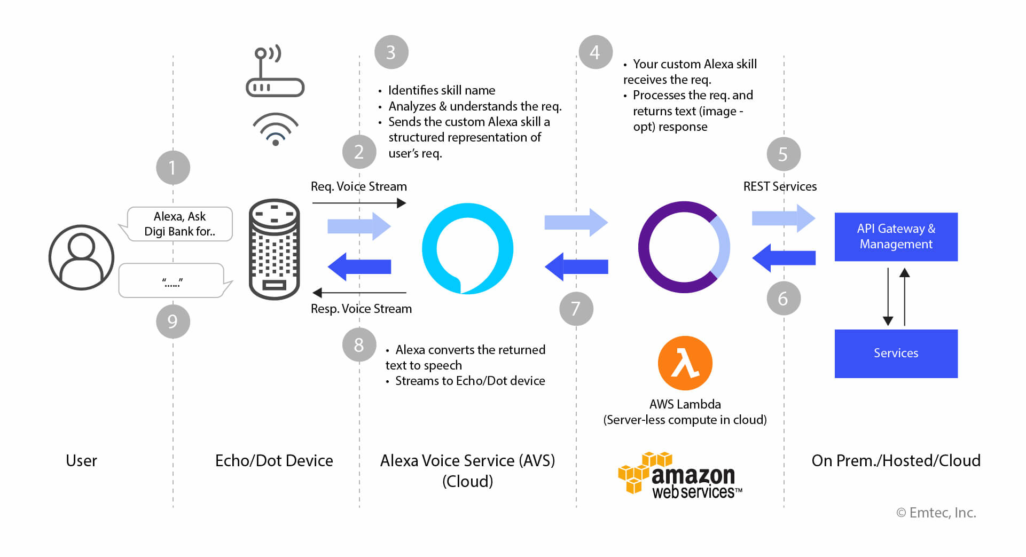 3
• Identifies skill name
• Analyzes & understands the req.
• Sends the custom Alexa skill a
structured representation of
user's req.
4
• Your custom Alexa skill
receives the req.
• Processes the req. and
returns text (image -
opt) response
1
2
5
Req. Voice Stream
REST Services
Alexa, Ask
Digi Bank for..
API Gateway &
Management
"......"
Resp. Voice Stream
9
7
6
8
• Alexa converts the returned
text to speech
• Streams to Echo/Dot device
Services
λ
AWS Lambda
(Server-less compute in cloud)
User
Echo/Dot Device
Alexa Voice Service (AVS)
(Cloud)
amazon
web services™
On Prem./Hosted/Cloud
© Emtec, Inc.